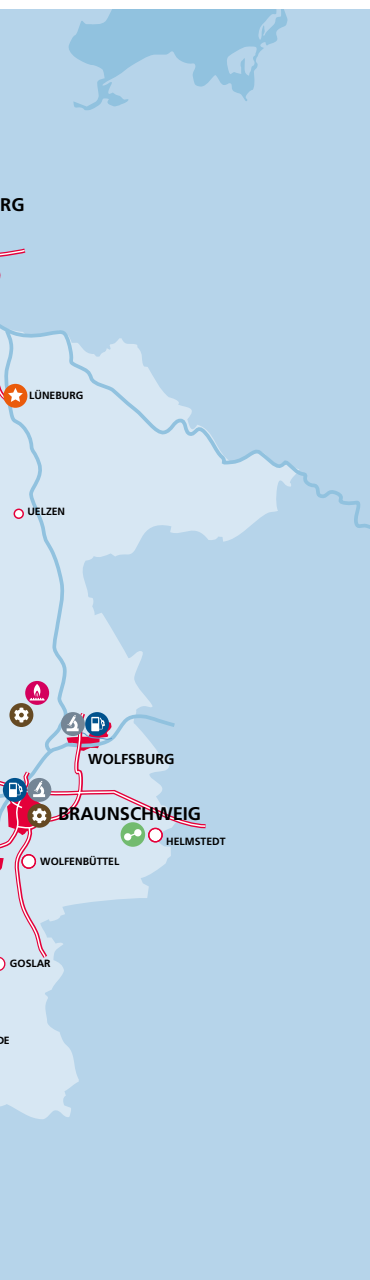 RG
LÜNEBURG
UELZEN
WOLFSBURG
BRAUNSCHWEIG
HELMSTEDT
WOLFENBÜTTEL
GOSLAR
DE